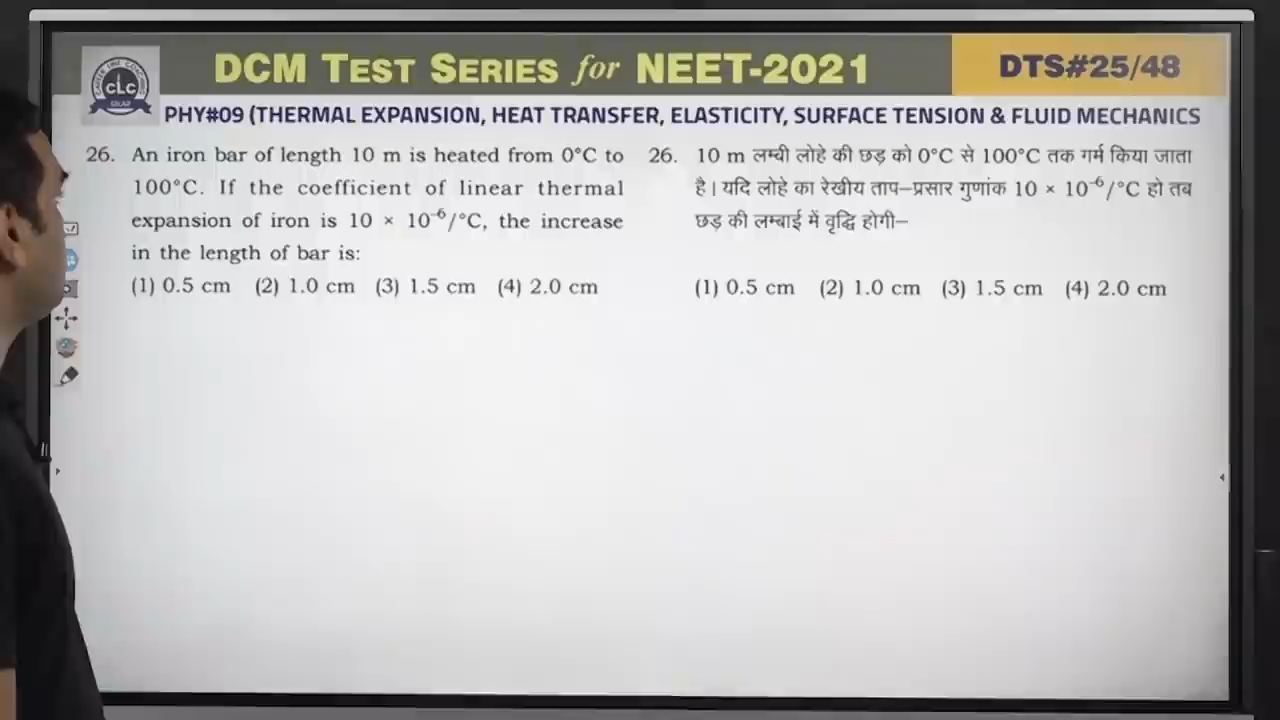 DCM TEST SERIES for NEET-2021
DTS#25/48
CLC
PHY#09 (THERMAL EXPANSION, HEAT TRANSFER, ELASTICITY, SURFACE TENSION & FLUID MECHANICS
26. An iron bar of length 10 m is heated from 0°C to
100°C. If the coefficient of linear thermal
expansion of iron is 10 × 10⁻⁶/°C, the increase
in the length of bar is:
(1) 0.5 cm (2) 1.0 cm (3) 1.5 cm (4) 2.0 cm
26. 10 m लम्बी लोहे की छड़ को 0°C से 100°C तक गर्म किया जाता
है। यदि लोहे का रेखीय ताप–प्रसार गुणांक 10 × 10⁻⁶/°C हो तब
छड़ की लम्बाई में वृद्धि होगी–
(1) 0.5 cm (2) 1.0 cm (3) 1.5 cm (4) 2.0 cm